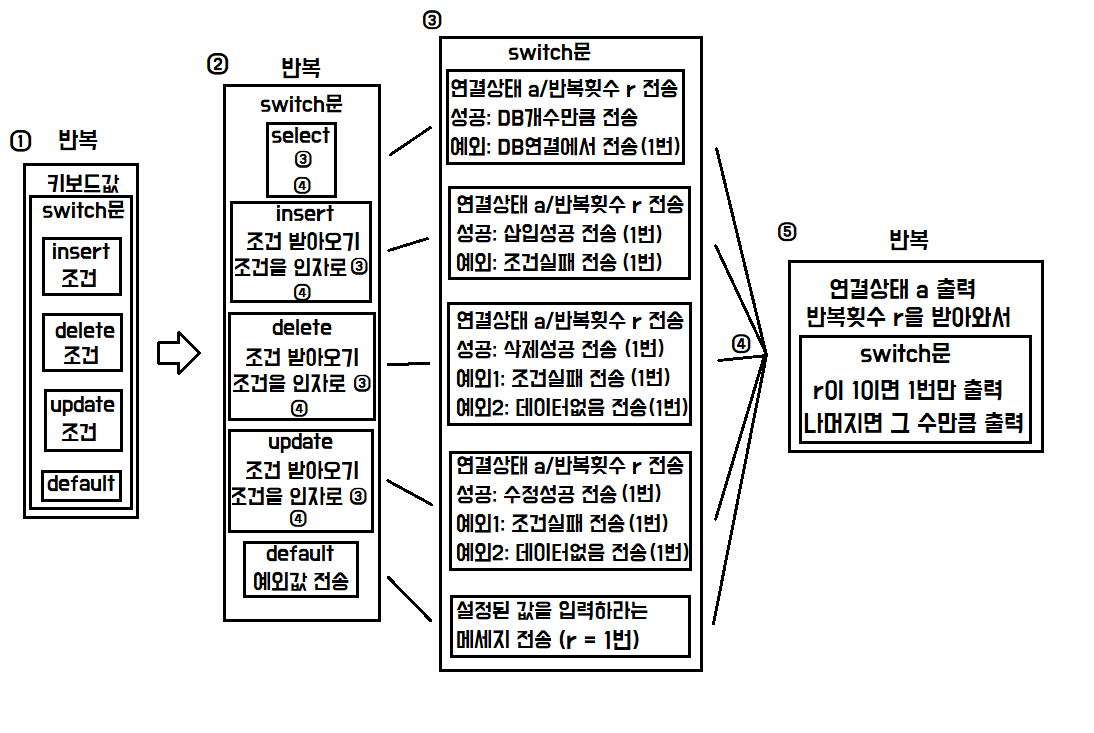 ①
반복
키보드값
switch문
insert
조건
delete
조건
update
조건
default
②
반복
switch문
select
③
④
insert
조건 받아오기
조건을 인자로 ③
④
delete
조건 받아오기
조건을 인자로 ③
④
update
조건 받아오기
조건을 인자로 ③
④
default
예외값 전송
③
switch문
연결상태 a/반복횟수 r 전송
성공: DB개수만큼 전송
예외: DB연결에서 전송(1번)
연결상태 a/반복횟수 r 전송
성공: 삽입성공 전송 (1번)
예외: 조건실패 전송 (1번)
연결상태 a/반복횟수 r 전송
성공: 삭제성공 전송 (1번)
예외1: 조건실패 전송 (1번)
예외2: 데이터없음 전송(1번)
연결상태 a/반복횟수 r 전송
성공: 수정성공 전송 (1번)
예외1: 조건실패 전송 (1번)
예외2: 데이터없음 전송(1번)
설정된 값을 입력하라는
메세지 전송 (r = 1번)
④
⑤
반복
연결상태 a 출력
반복횟수 r을 받아와서
switch문
r이 1이면 1번만 출력
나머지면 그 수만큼 출력